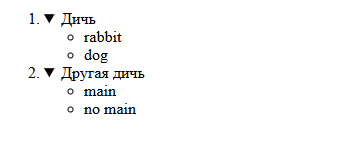 1. ▼ Дичь
○ rabbit
○ dog
2. ▼ Другая дичь
○ main
○ no main